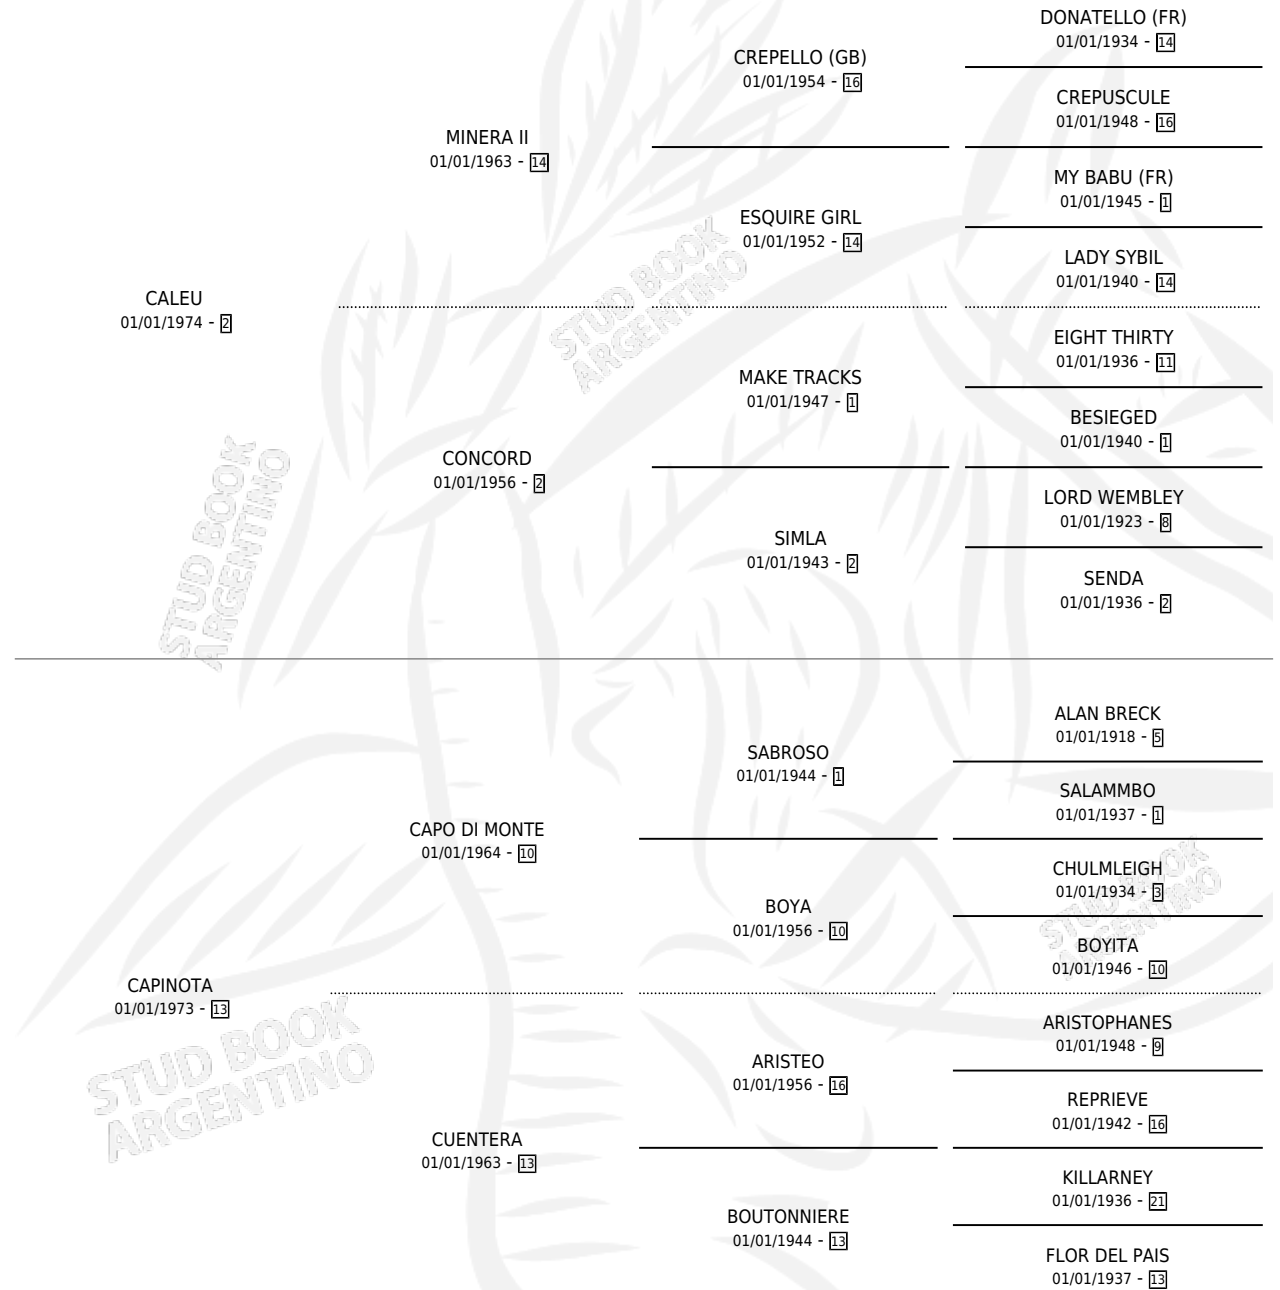 DONATELLO (FR)
01/01/1934 - 14
CREPELLO (GB)
01/01/1954 - 16
CREPUSCULE
01/01/1948 - 16
MINERA II
01/01/1963 - 14
MY BABU (FR)
01/01/1945 - 1
ESQUIRE GIRL
01/01/1952 - 14
LADY SYBIL
01/01/1940 - 14
CALEU
01/01/1974 - 2
EIGHT THIRTY
01/01/1936 - 11
MAKE TRACKS
01/01/1947 - 1
BESIEGED
01/01/1940 - 1
CONCORD
01/01/1956 - 2
LORD WEMBLEY
01/01/1923 - 8
SIMLA
01/01/1943 - 2
SENDA
01/01/1936 - 2
ALAN BRECK
01/01/1918 - 5
SABROSO
01/01/1944 - 1
SALAMMBO
01/01/1937 - 1
CAPO DI MONTE
01/01/1964 - 10
CHULMLEIGH
01/01/1934 - 3
BOYA
01/01/1956 - 10
BOYITA
01/01/1946 - 10
CAPINOTA
01/01/1973 - 13
ARISTOPHANES
01/01/1948 - 9
ARISTEO
01/01/1956 - 16
REPRIEVE
01/01/1942 - 16
CUENTERA
01/01/1963 - 13
KILLARNEY
01/01/1936 - 21
BOUTONNIERE
01/01/1944 - 13
FLOR DEL PAIS
01/01/1937 - 13
STUD BOOK
ARGENTINO
STUD BOOK
ARGENTINO
STUD BOOK
ARGENTINO
STUD BOOK
ARGENTINO